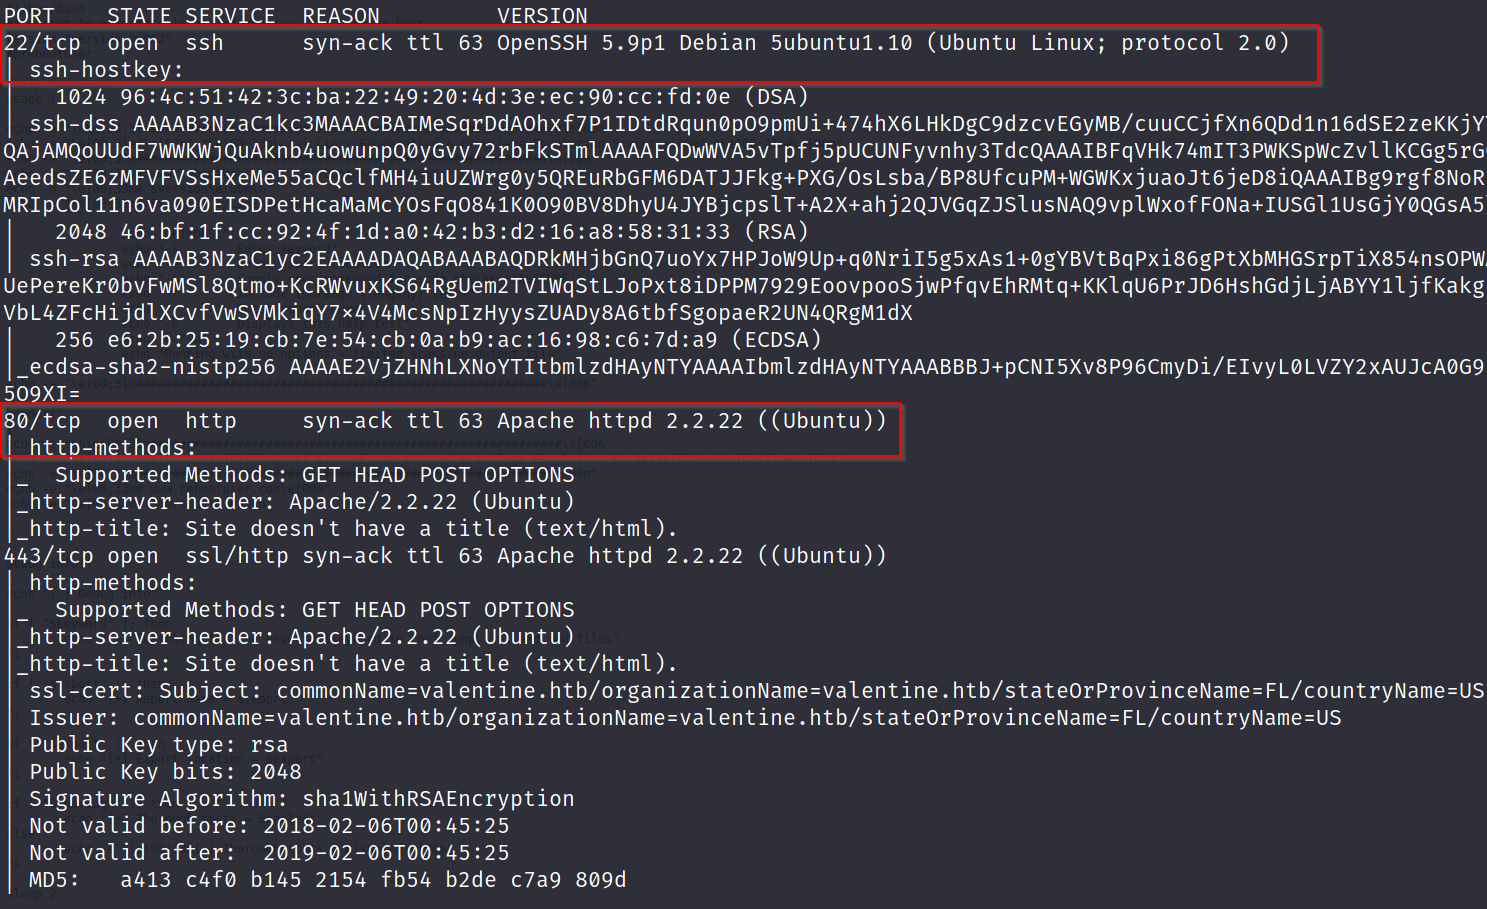 PORT    STATE SERVICE  REASON         VERSION
22/tcp  open  ssh      syn-ack ttl 63 OpenSSH 5.9p1 Debian 5ubuntu1.10 (Ubuntu Linux; protocol 2.0)
| ssh-hostkey:
|   1024 96:4c:51:42:3c:ba:22:49:20:4d:3e:ec:90:cc:fd:0e (DSA)
| ssh-dss AAAAB3NzaC1kc3MAAACBAIMeSqrDdAOhxf7P1IDtdRqun0pO9pmUi+474hX6LHkDgC9dzcvEGyMB/cuuCCjfXn6QDd1n16dSE2zeKKjY
QAjAMQoUUdF7WWKWjQuAknb4uowunpQ0yGvy72rbFkSTmlAAAAFQDwWVA5vTpfj5pUCUNFyvnhy3TdcQAAAIBFqVHk74mIT3PWKSpWcZvllKCGg5rG
AeedsZE6zMFVFVSsHxeMe55aCQclfMH4iuUZWrg0y5QREuRbGFM6DATJJFkg+PXG/OsLsba/BP8UfcuPM+WGWKxjuaoJt6jeD8iQAAAIBg9rgf8NoR
MRIpCol11n6va090EISDPetHcaMaMcYOsFqO841K0O90BV8DhyU4JYBjcpslT+A2X+ahj2QJVGqZJSlusNAQ9vplWxofFONa+IUSGl1UsGjY0QGsA5
|   2048 46:bf:1f:cc:92:4f:1d:a0:42:b3:d2:16:a8:58:31:33 (RSA)
| ssh-rsa AAAAB3NzaC1yc2EAAAADAQABAAABAQDRkMHjbGnQ7uoYx7HPJoW9Up+q0NriI5g5xAs1+0gYBVtBqPxi86gPtXbMHGSrpTiX854nsOPW
UePereKr0bvFwMSl8Qtmo+KcRWvuxKS64RgUem2TVIWqStLJoPxt8iDPPM7929EoovpooSjwPfqvEhRMtq+KKlqU6PrJD6HshGdjLjABYY1ljfKakg
VbL4ZFcHijdlXCvfVwSVMkiqY7×4V4McsNpIzHyysZUADy8A6tbfSgopaeR2UN4QRgM1dX
|   256 e6:2b:25:19:cb:7e:54:cb:0a:b9:ac:16:98:c6:7d:a9 (ECDSA)
|_ecdsa-sha2-nistp256 AAAAE2VjZHNhLXNoYTItbmlzdHAyNTYAAAAIbmlzdHAyNTYAAABBBJ+pCNI5Xv8P96CmyDi/EIvyL0LVZY2xAUJcA0G9
5O9XI=
80/tcp  open  http     syn-ack ttl 63 Apache httpd 2.2.22 ((Ubuntu))
| http-methods:
|_  Supported Methods: GET HEAD POST OPTIONS
|_http-server-header: Apache/2.2.22 (Ubuntu)
|_http-title: Site doesn't have a title (text/html).
443/tcp open  ssl/http syn-ack ttl 63 Apache httpd 2.2.22 ((Ubuntu))
| http-methods:
|_  Supported Methods: GET HEAD POST OPTIONS
|_http-server-header: Apache/2.2.22 (Ubuntu)
|_http-title: Site doesn't have a title (text/html).
| ssl-cert: Subject: commonName=valentine.htb/organizationName=valentine.htb/stateOrProvinceName=FL/countryName=US
| Issuer: commonName=valentine.htb/organizationName=valentine.htb/stateOrProvinceName=FL/countryName=US
| Public Key type: rsa
| Public Key bits: 2048
| Signature Algorithm: sha1WithRSAEncryption
| Not valid before: 2018-02-06T00:45:25
| Not valid after:  2019-02-06T00:45:25
| MD5:   a413 c4f0 b145 2154 fb54 b2de c7a9 809d